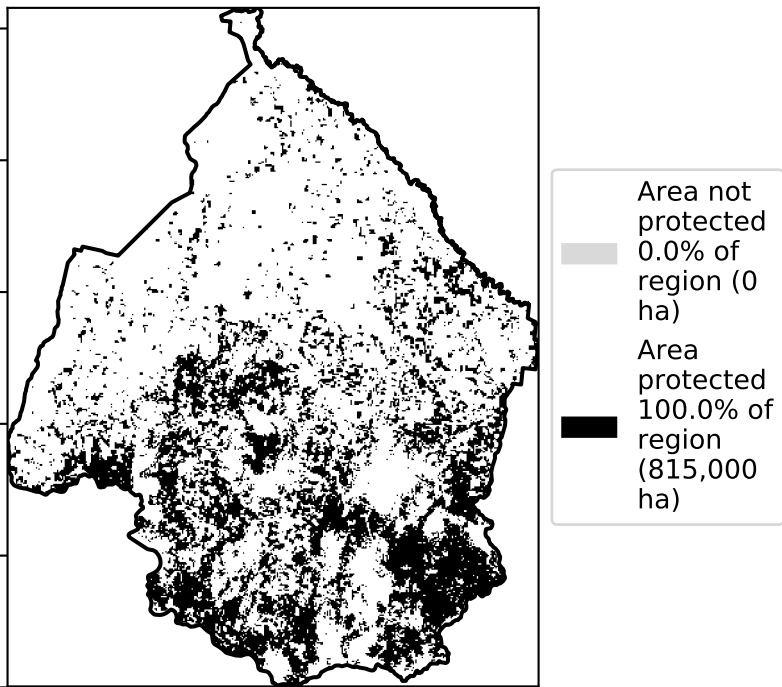 Area not
protected
0.0% of
region (0
ha)
Area
protected
100.0% of
region
(815,000
ha)